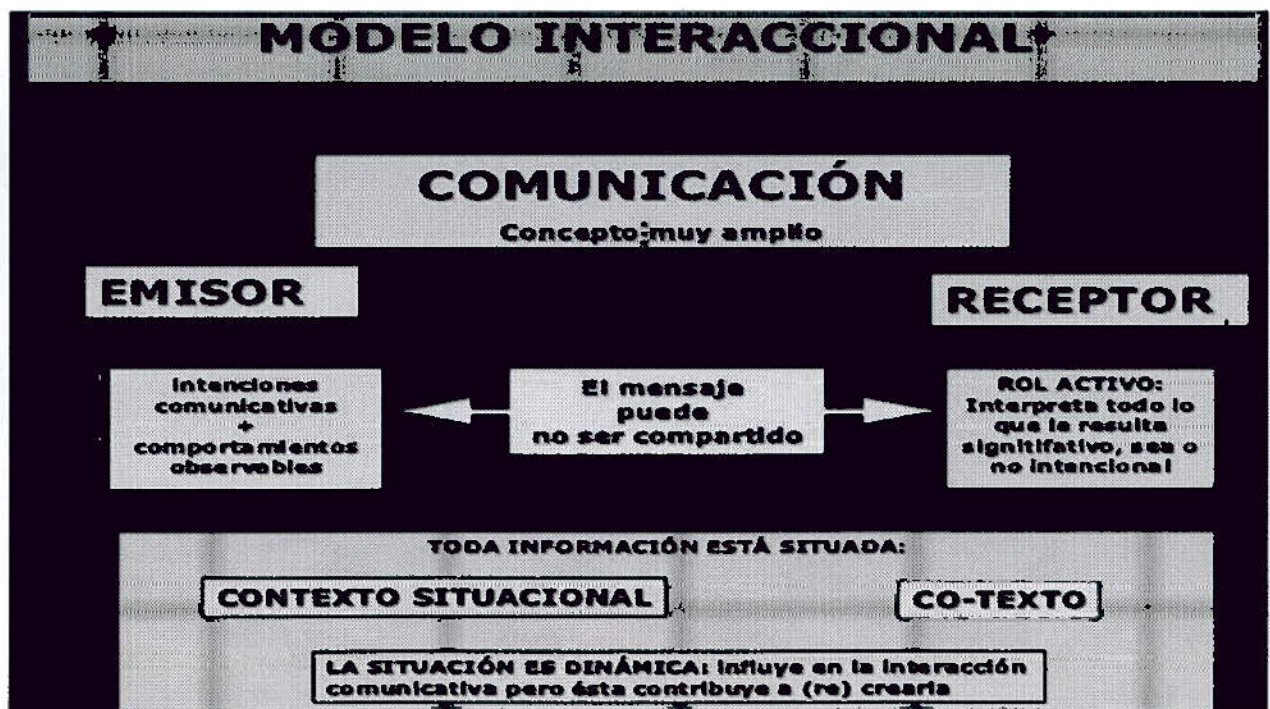 MODELO INTERACCIONAL
COMUNICACIÓN
Concepto muy amplio
EMISOR
RECEPTOR
Intenciones
comunicativas
+
comportamientos
observables
El mensaje
puede
no ser compartido
ROL ACTIVO:
Interpreta todo lo
que le resulta
signitifativo, sea o
no intencional
TODA INFORMACIÓN ESTÁ SITUADA:
CONTEXTO SITUACIONAL
CO-TEXTO
LA SITUACIÓN ES DINÁMICA: influye en la interacción
comunicativa pero ésta contribuye a (re) crearla